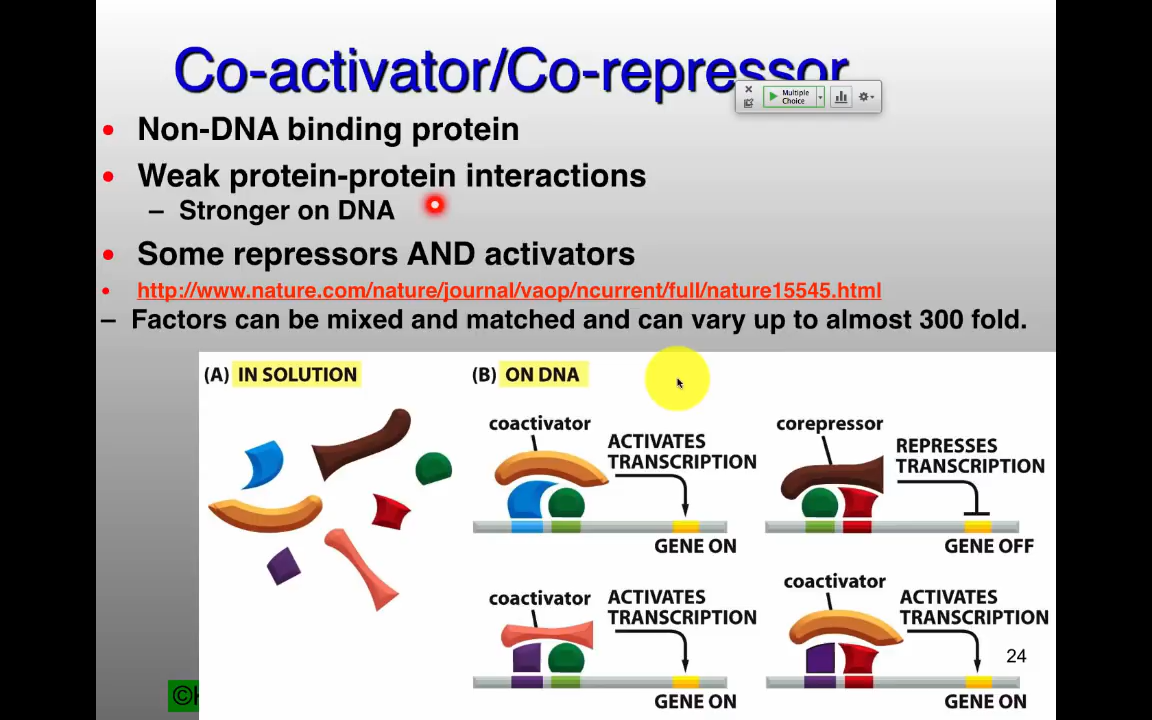 Co-activator/Co-repressor
Multiple
Choice
• Non-DNA binding protein
• Weak protein-protein interactions
– Stronger on DNA
• Some repressors AND activators
• http://www.nature.com/nature/journal/vaop/ncurrent/full/nature15545.html
– Factors can be mixed and matched and can vary up to almost 300 fold.
(A) IN SOLUTION
(B) ON DNA
coactivator
ACTIVATES
TRANSCRIPTION
GENE ON
corepressor
REPRESSES
TRANSCRIPTION
GENE OFF
coactivator
ACTIVATES
TRANSCRIPTION
GENE ON
coactivator
ACTIVATES
TRANSCRIPTION
GENE ON
24
©